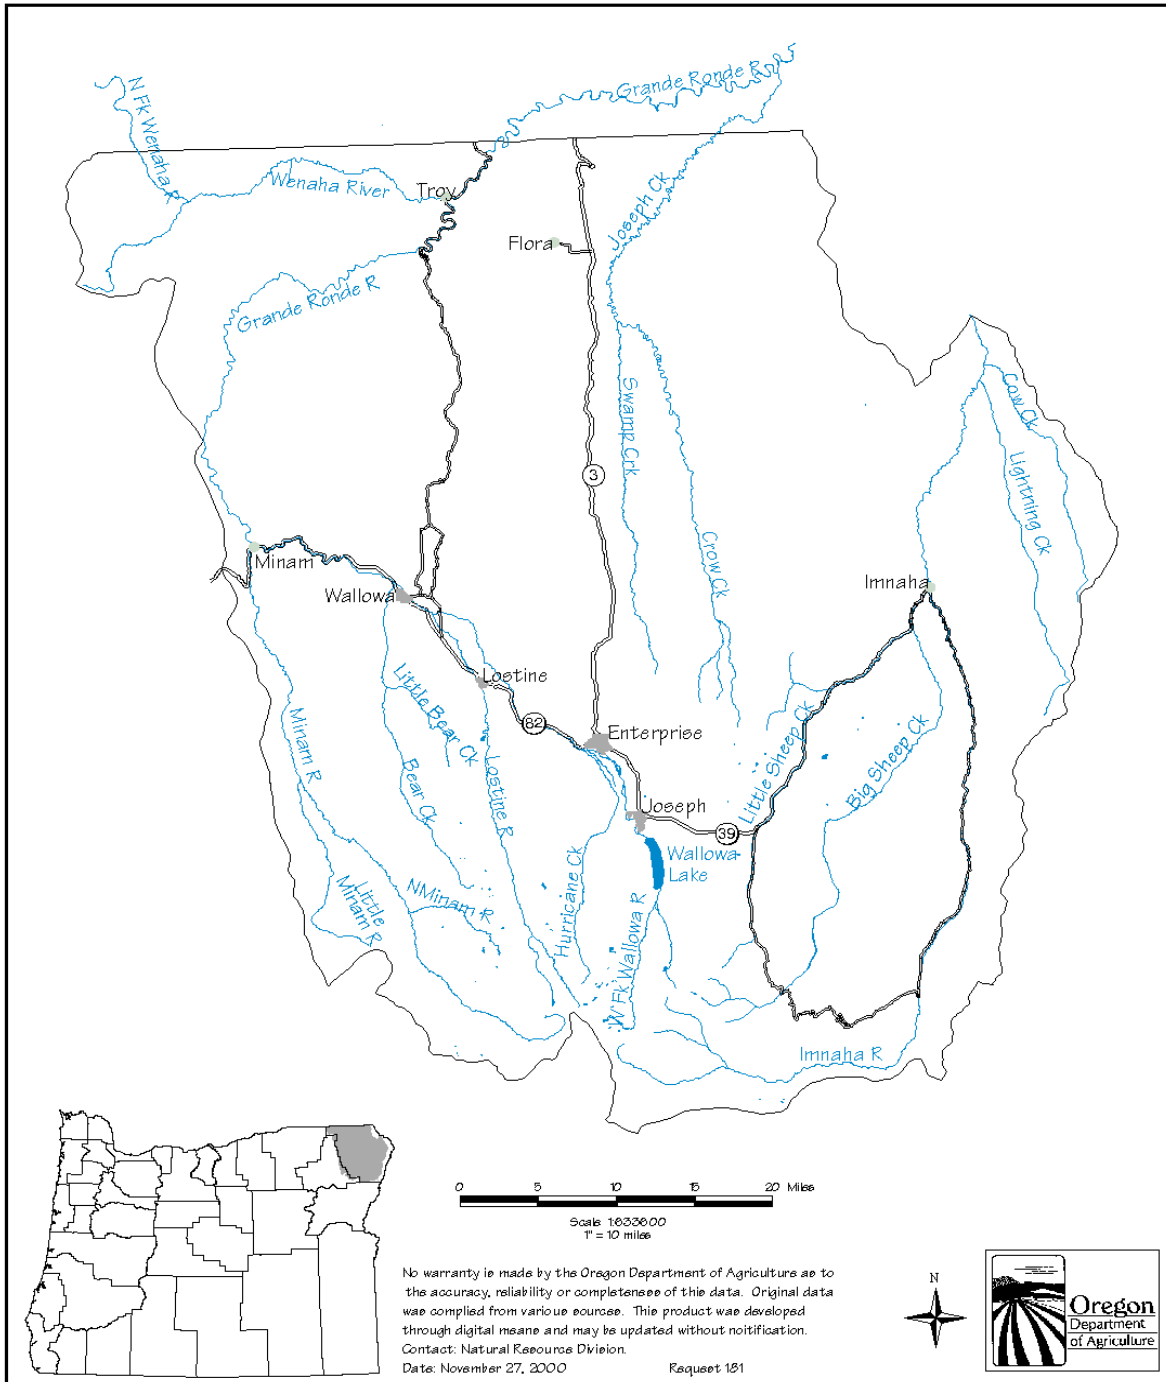 Grande Ronde R
N Fk Wenaha R
Wenaha River
Troy
Joseph Ck
Flora
Grande Ronde R
Swamp Crk
Cow Ck
Lightning Ck
3
Crow Ck
Minam
Imnaha
Wallowa
Lostine
Little Bear Ck
82
Enterprise
Minam R
Lostine R
Bear Ck
Little Sheep Ck
Big Sheep Ck
Joseph
39
Wallowa
Lake
Hurricane Ck
Little
Minam R
N Minam R
W Fk Wallowa R
Imnaha R
0 5 10 15 20 Miles
Scale 1:633600
1" = 10 miles
No warranty is made by the Oregon Department of Agriculture as to
the accuracy, reliability or completeness of this data. Original data
was complied from various sources. This product was developed
through digital means and may be updated without noitification.
Contact: Natural Resource Division.
Date: November 27, 2000 Request 181
N
Oregon
Department
of Agriculture